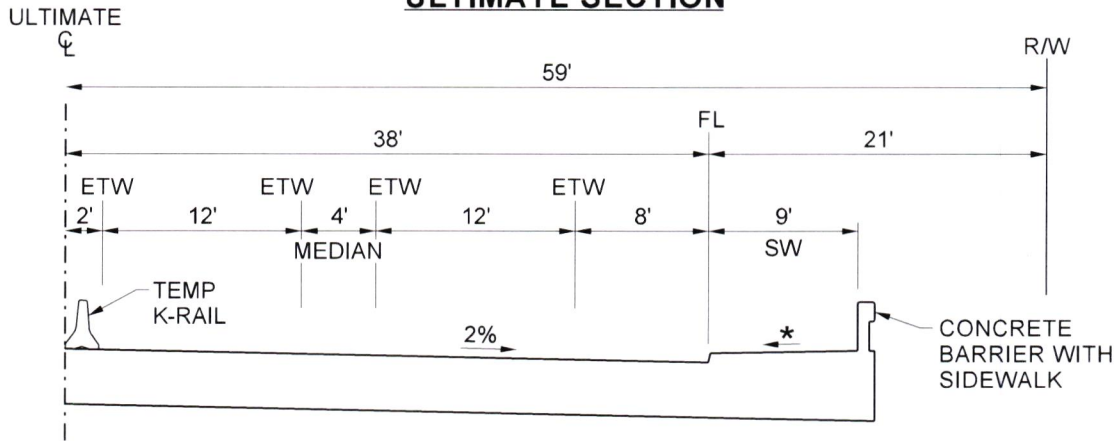 ULTIMATE SECTION
ULTIMATE
℄
R/W
59'
FL
38'
21'
ETW
ETW
ETW
ETW
2'
12'
4'
12'
8'
9'
MEDIAN
SW
TEMP
K-RAIL
2%
*
CONCRETE
BARRIER WITH
SIDEWALK